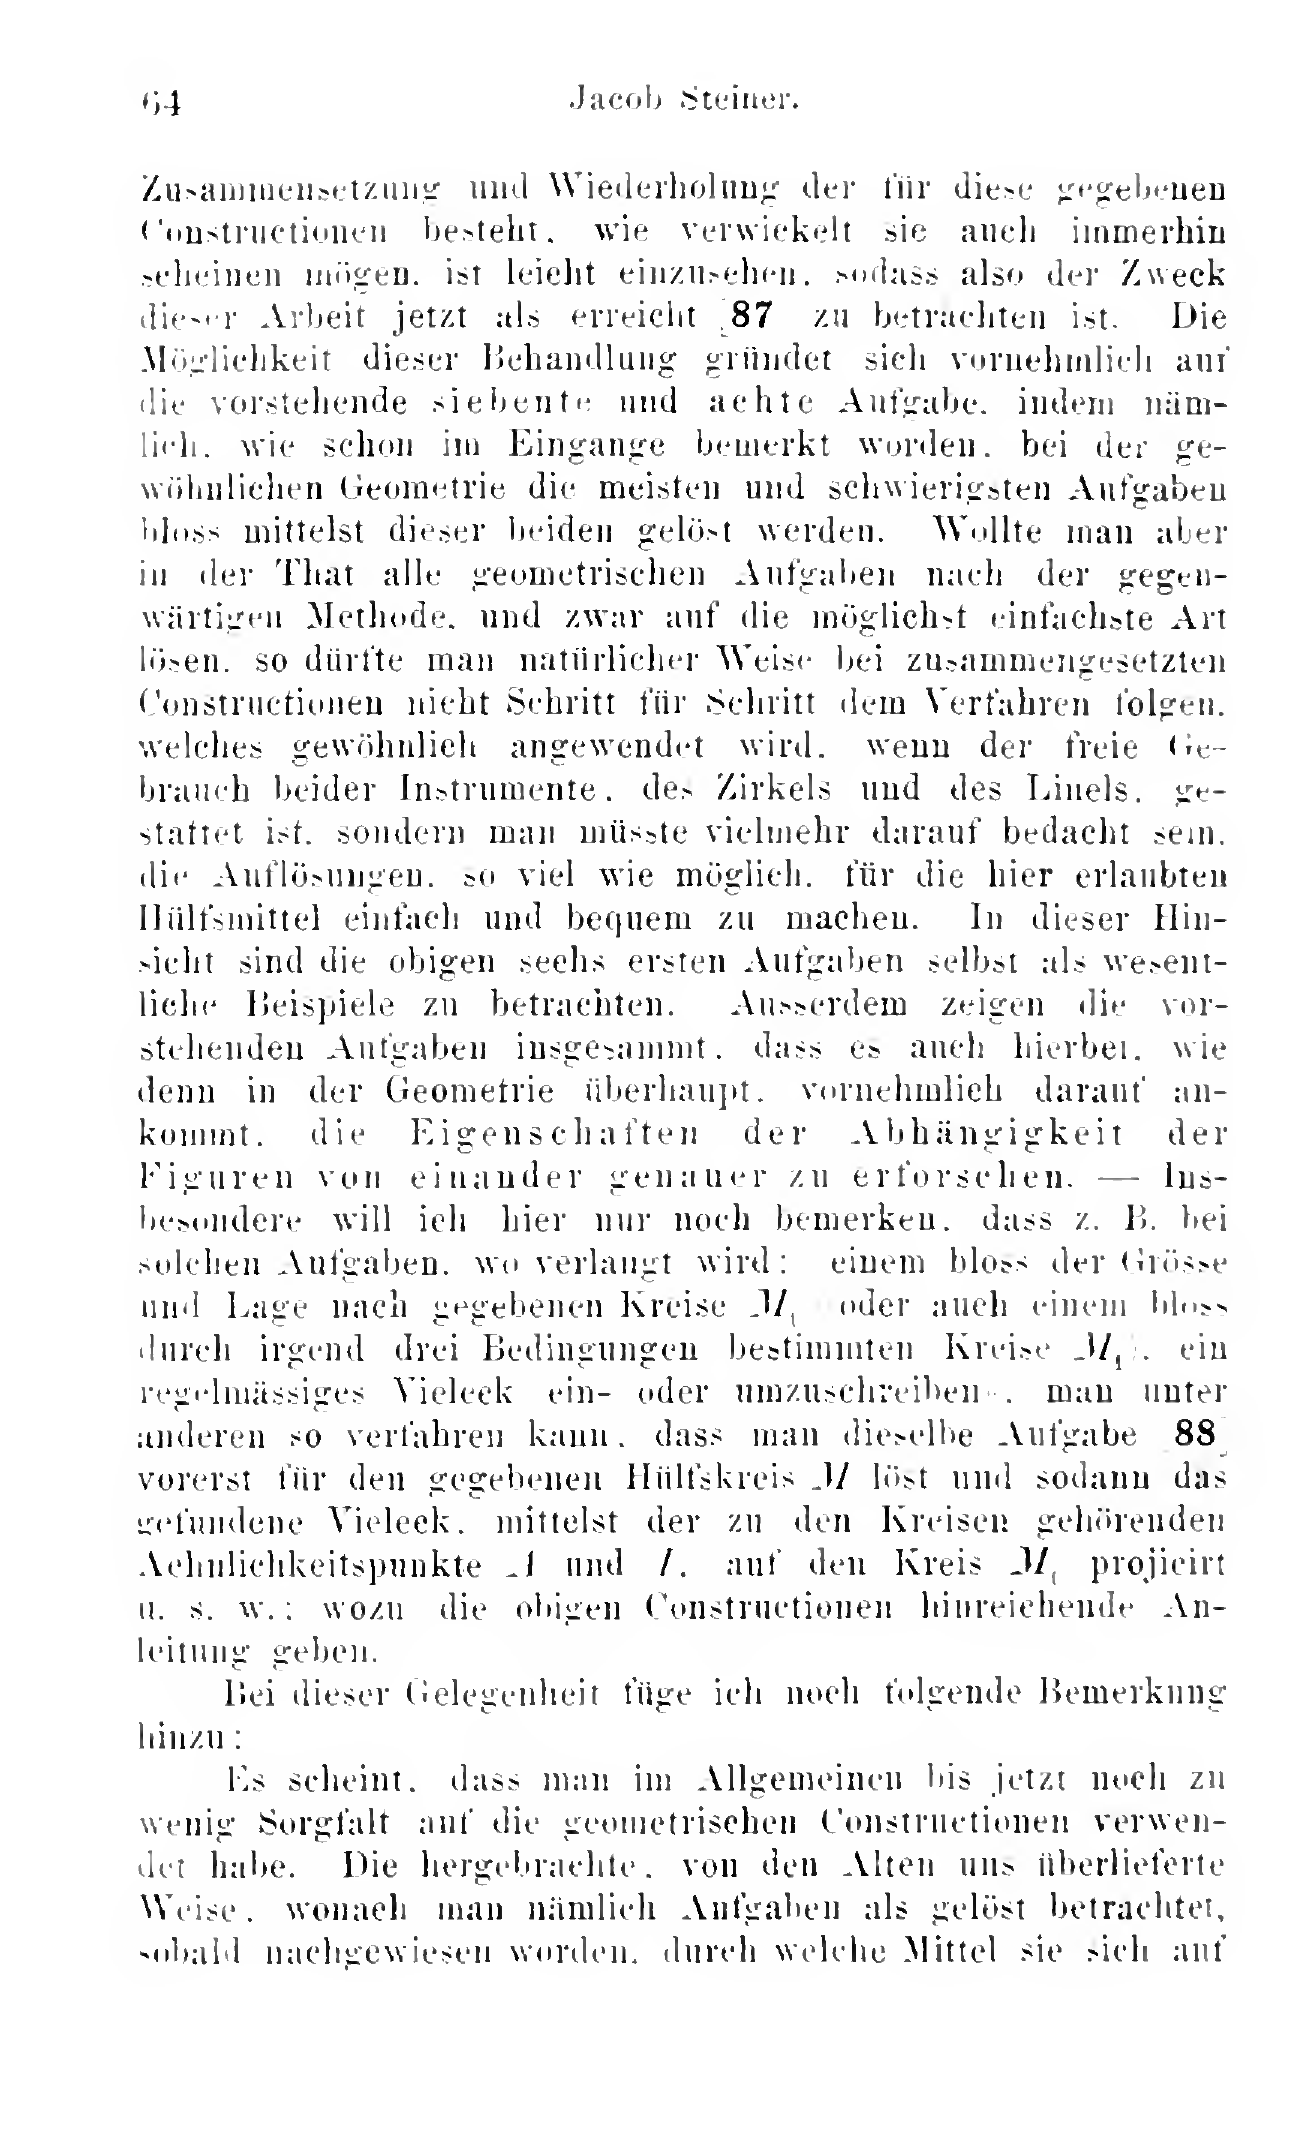 64 Jacob Steiner.
Zusammensetzung und Wiederholung der für diese gegebenen
Constructionen besteht, wie verwickelt sie auch immerhin
scheinen mögen, ist leicht einzusehen, sodass also der Zweck
dieser Arbeit jetzt als erreicht [87] zu betrachten ist. Die
Möglichkeit dieser Behandlung gründet sich vornehmlich auf
die vorstehende siebente und achte Aufgabe, indem näm-
lich, wie schon im Eingange bemerkt worden, bei der ge-
wöhnlichen Geometrie die meisten und schwierigsten Aufgaben
bloss mittelst dieser beiden gelöst werden. Wollte man aber
in der That alle geometrischen Aufgaben nach der gegen-
wärtigen Methode, und zwar auf die möglichst einfachste Art
lösen, so dürfte man natürlicher Weise bei zusammengesetzten
Constructionen nicht Schritt für Schritt dem Verfahren folgen,
welches gewöhnlich angewendet wird, wenn der freie Ge-
brauch beider Instrumente, des Zirkels und des Linels, ge-
stattet ist, sondern man müsste vielmehr darauf bedacht sein,
die Auflösungen, so viel wie möglich, für die hier erlaubten
Hülfsmittel einfach und bequem zu machen. In dieser Hin-
sicht sind die obigen sechs ersten Aufgaben selbst als wesent-
liche Beispiele zu betrachten. Ausserdem zeigen die vor-
stehenden Aufgaben insgesammt, dass es auch hierbei, wie
denn in der Geometrie überhaupt, vornehmlich darauf an-
kommt, die Eigenschaften der Abhängigkeit der
Figuren von einander genauer zu erforschen. — Ins-
besondere will ich hier nur noch bemerken, dass z. B. bei
solchen Aufgaben, wo verlangt wird: »einem bloss der Grösse
und Lage nach gegebenen Kreise M₁ (oder auch einem bloss
durch irgend drei Bedingungen bestimmten Kreise M₁), ein
regelmässiges Vieleck ein- oder umzuschreiben«, man unter
anderen so verfahren kann, dass man dieselbe Aufgabe [88]
vorerst für den gegebenen Hülfskreis M löst und sodann das
gefundene Vieleck, mittelst der zu den Kreisen gehörenden
Aehnlichkeitspunkte A und I, auf den Kreis M₁ projicirt
u. s. w.; wozu die obigen Constructionen hinreichende An-
leitung geben.
Bei dieser Gelegenheit füge ich noch folgende Bemerkung
hinzu:
Es scheint, dass man im Allgemeinen bis jetzt noch zu
wenig Sorgfalt auf die geometrischen Constructionen verwen-
det habe. Die hergebrachte, von den Alten uns überlieferte
Weise, wonach man nämlich Aufgaben als gelöst betrachtet,
sobald nachgewiesen worden, durch welche Mittel sie sich auf